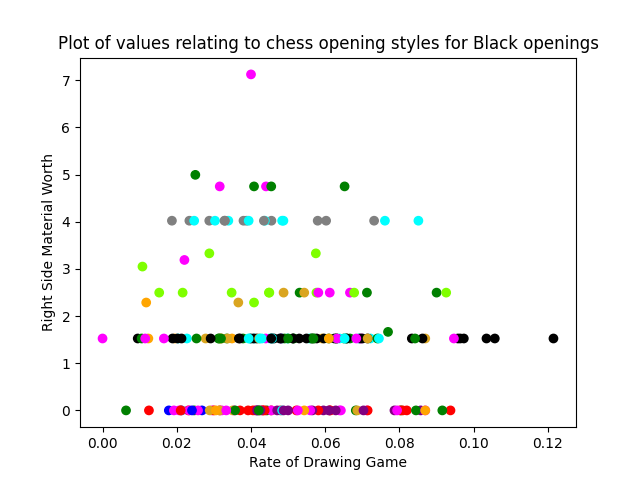 Plot of values relating to chess opening styles for Black openings
7
6
5
4
3
2
1
0
Right Side Material Worth
0.00 0.02 0.04 0.06 0.08 0.10 0.12
Rate of Drawing Game